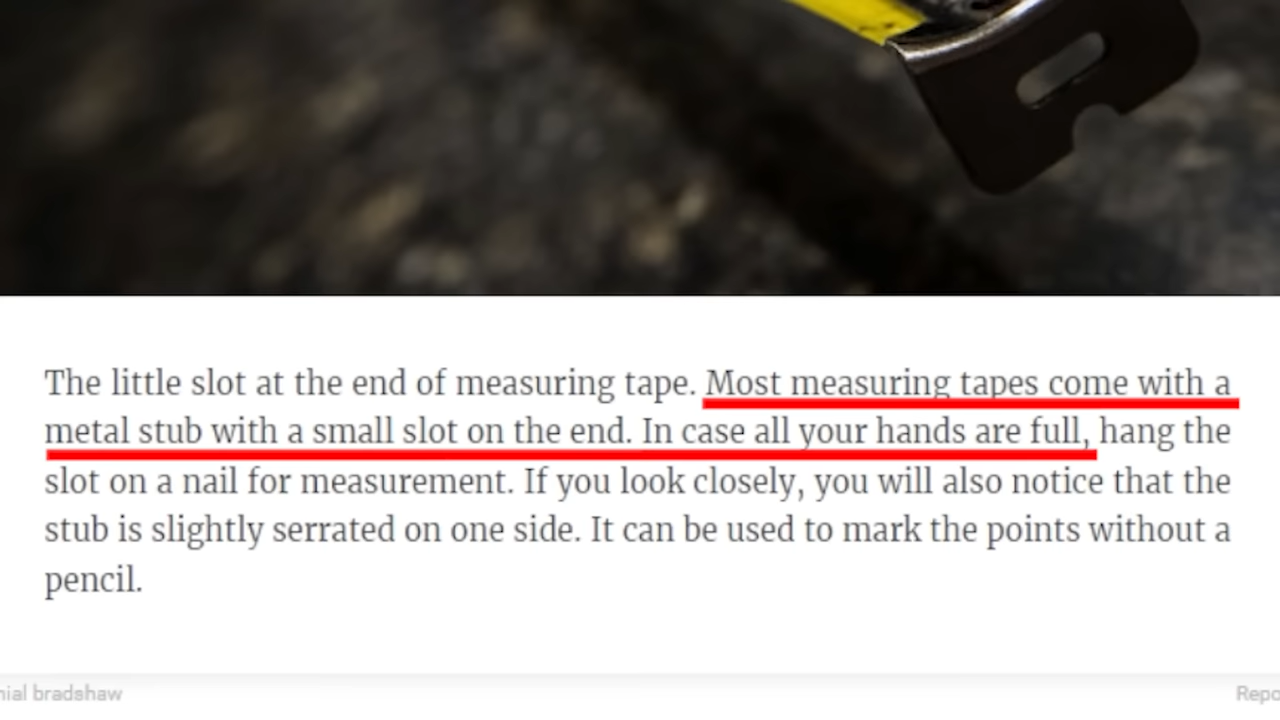 The little slot at the end of measuring tape. Most measuring tapes come with a
metal stub with a small slot on the end. In case all your hands are full, hang the
slot on a nail for measurement. If you look closely, you will also notice that the
stub is slightly serrated on one side. It can be used to mark the points without a
pencil.
bradshaw